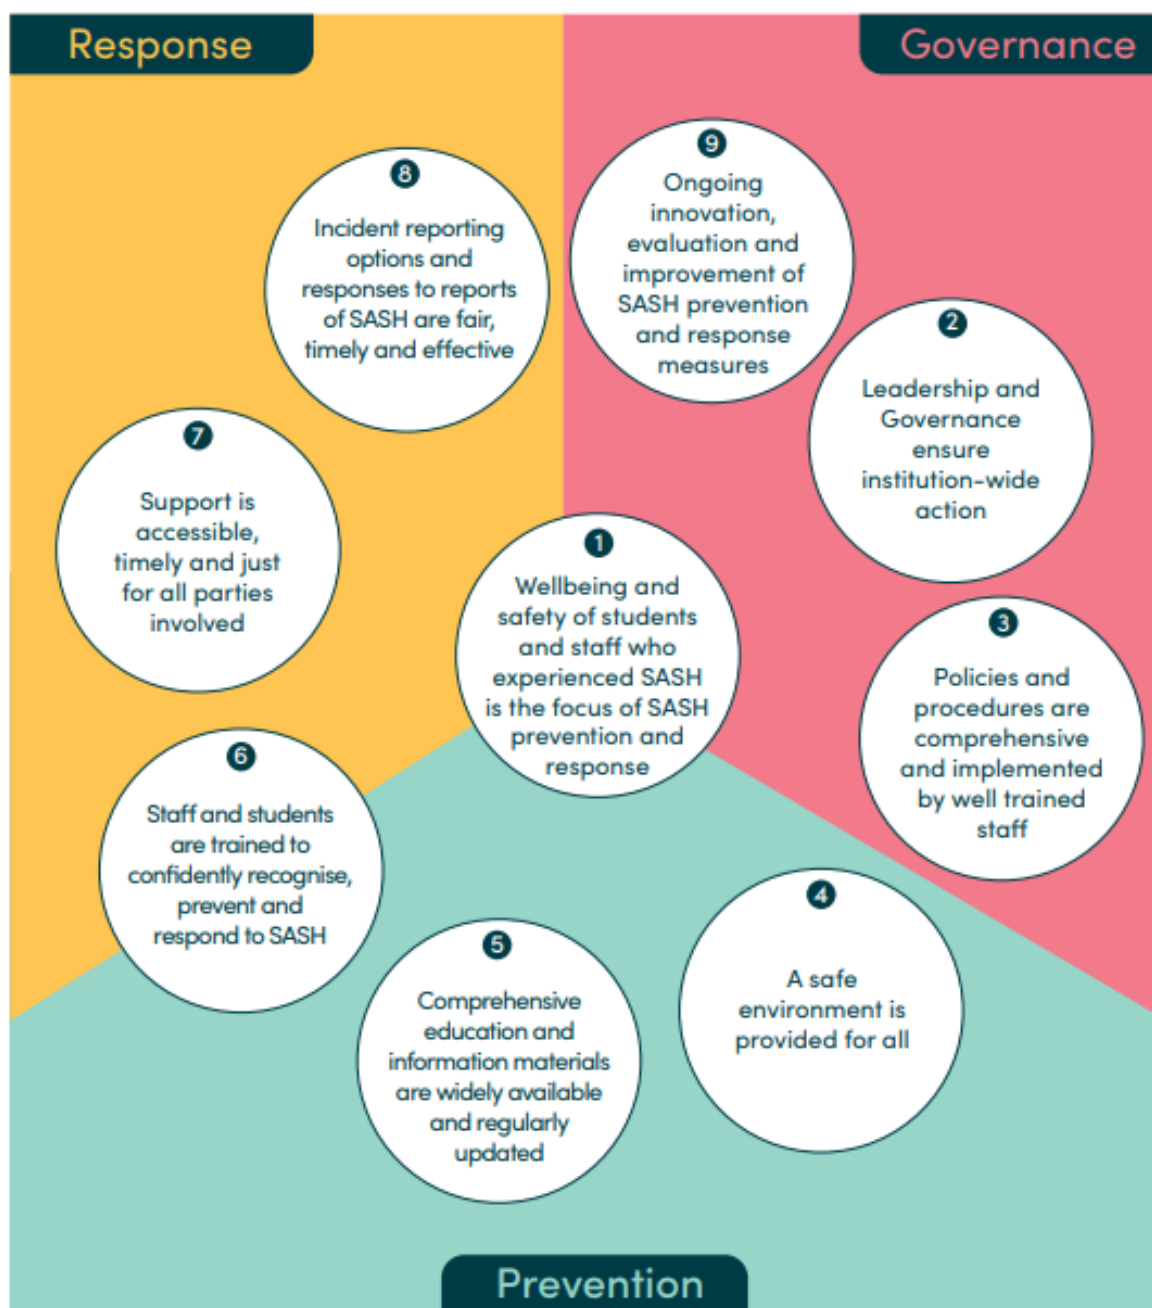 Response
Governance
8
Incident reporting
options and
responses to reports
of SASH are fair,
timely and effective
9
Ongoing
innovation,
evaluation and
improvement of
SASH prevention
and response
measures
2
Leadership and
Governance
ensure
institution-wide
action
7
Support is
accessible,
timely and just
for all parties
involved
1
Wellbeing and
safety of students
and staff who
experienced SASH
is the focus of SASH
prevention and
response
3
Policies and
procedures are
comprehensive
and implemented
by well trained
staff
6
Staff and students
are trained to
confidently recognise,
prevent and
respond to SASH
5
Comprehensive
education and
information materials
are widely available
and regularly
updated
4
A safe
environment is
provided for all
Prevention